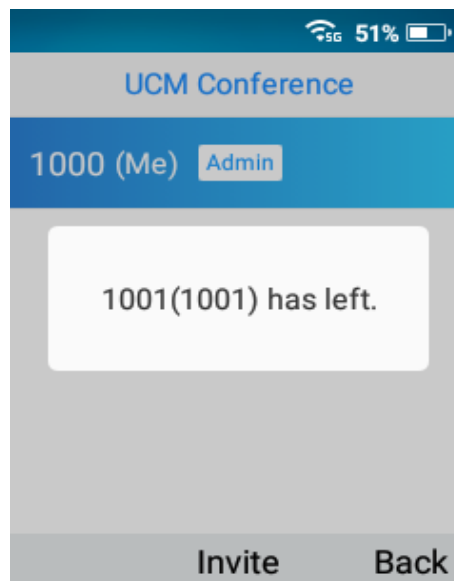 5G 51%
UCM Conference
1000 (Me) Admin
1001(1001) has left.
Invite Back